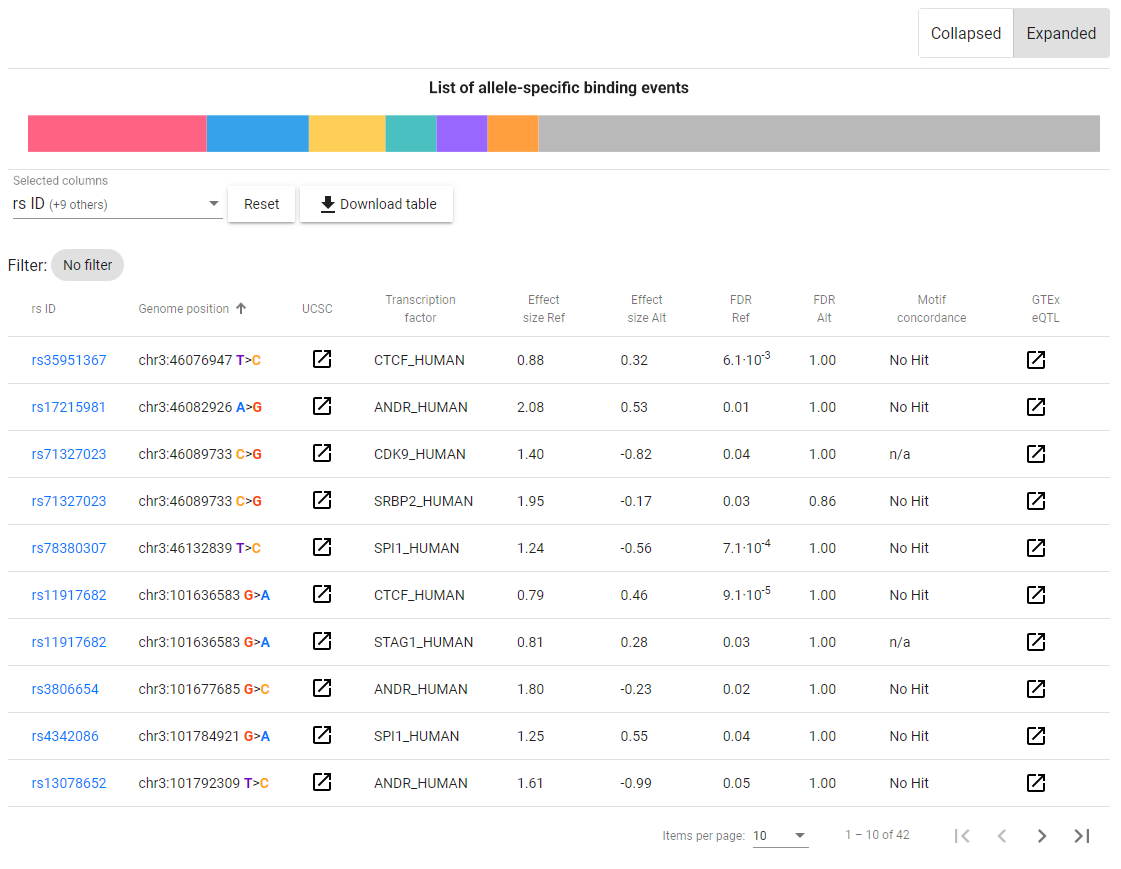 Collapsed Expanded
List of allele-specific binding events
Selected columns
rs ID (+9 others) Reset Download table
Filter: No filter
rs ID Genome position UCSC Transcription factor Effect size Ref Effect size Alt FDR Ref FDR Alt Motif concordance GTEx eQTL
rs35951367 chr3:46076947 T>C CTCF_HUMAN 0.88 0.32 6.1·10⁻³ 1.00 No Hit
rs17215981 chr3:46082926 A>G ANDR_HUMAN 2.08 0.53 0.01 1.00 No Hit
rs71327023 chr3:46089733 C>G CDK9_HUMAN 1.40 -0.82 0.04 1.00 n/a
rs71327023 chr3:46089733 C>G SRBP2_HUMAN 1.95 -0.17 0.03 0.86 No Hit
rs78380307 chr3:46132839 T>C SPI1_HUMAN 1.24 -0.56 7.1·10⁻⁴ 1.00 No Hit
rs11917682 chr3:101636583 G>A CTCF_HUMAN 0.79 0.46 9.1·10⁻⁵ 1.00 No Hit
rs11917682 chr3:101636583 G>A STAG1_HUMAN 0.81 0.28 0.03 1.00 n/a
rs3806654 chr3:101677685 G>C ANDR_HUMAN 1.80 -0.23 0.02 1.00 No Hit
rs4342086 chr3:101784921 G>A SPI1_HUMAN 1.25 0.55 0.04 1.00 No Hit
rs13078652 chr3:101792309 T>C ANDR_HUMAN 1.61 -0.99 0.05 1.00 No Hit
Items per page: 10 1 – 10 of 42